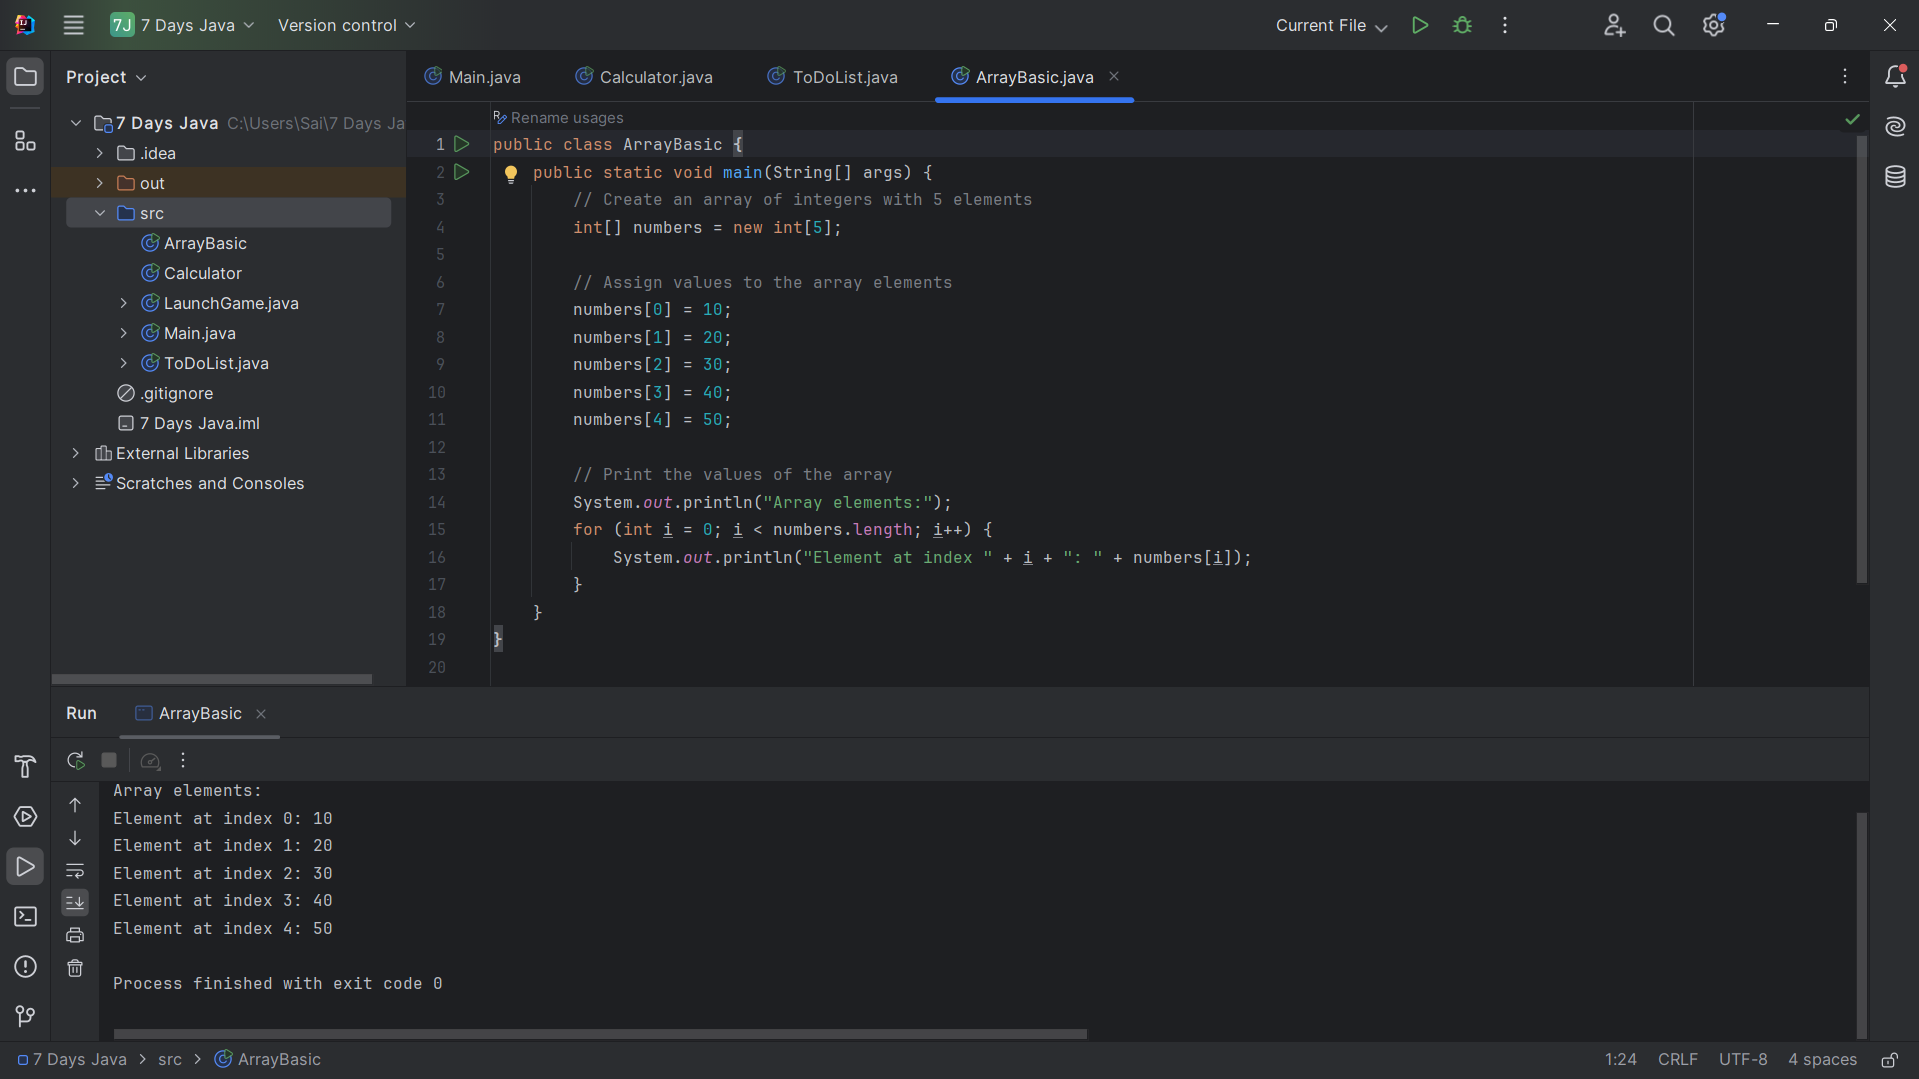 7J 7 Days Java Version control Current File
Project
Main.java Calculator.java ToDoList.java ArrayBasic.java
7 Days Java C:\Users\Sai\7 Days Ja
.idea
out
src
ArrayBasic
Calculator
LaunchGame.java
Main.java
ToDoList.java
.gitignore
7 Days Java.iml
External Libraries
Scratches and Consoles
Rename usages
1 public class ArrayBasic {
2     public static void main(String[] args) {
3         // Create an array of integers with 5 elements
4         int[] numbers = new int[5];
5
6         // Assign values to the array elements
7         numbers[0] = 10;
8         numbers[1] = 20;
9         numbers[2] = 30;
10         numbers[3] = 40;
11         numbers[4] = 50;
12
13         // Print the values of the array
14         System.out.println("Array elements:");
15         for (int i = 0; i < numbers.length; i++) {
16             System.out.println("Element at index " + i + ": " + numbers[i]);
17         }
18     }
19 }
20
Run ArrayBasic
Array elements:
Element at index 0: 10
Element at index 1: 20
Element at index 2: 30
Element at index 3: 40
Element at index 4: 50
Process finished with exit code 0
7 Days Java > src > ArrayBasic 1:24 CRLF UTF-8 4 spaces